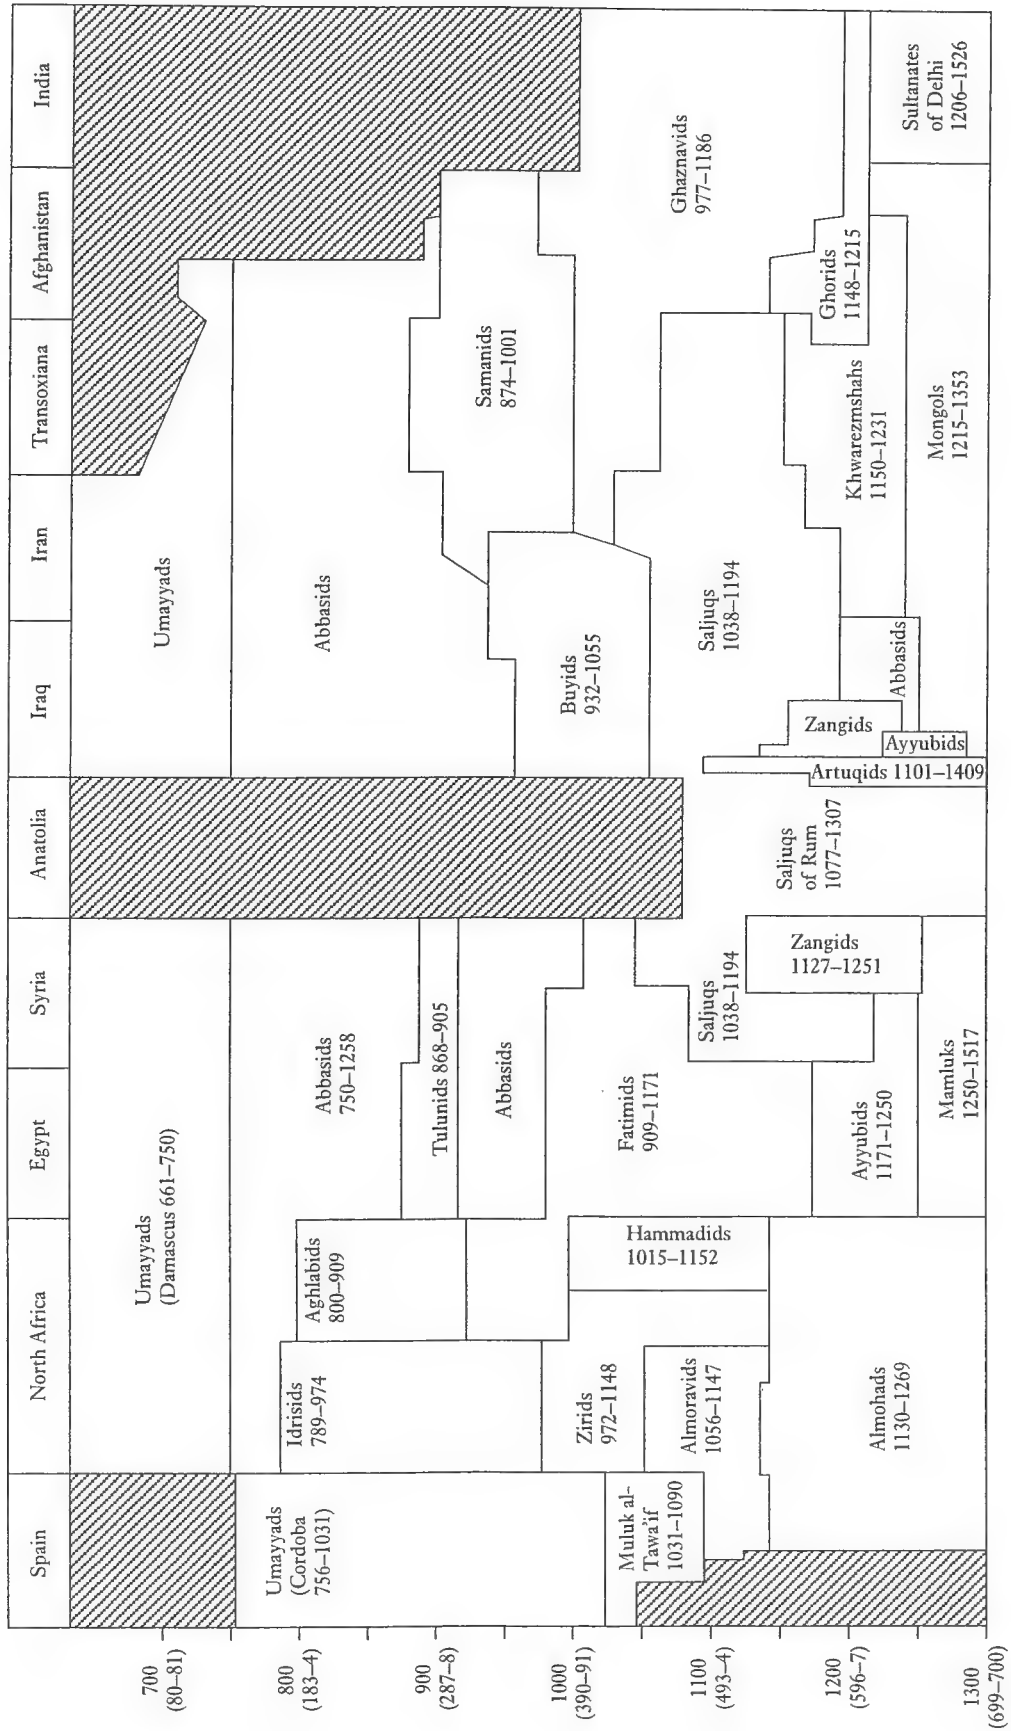 Spain
North Africa
Egypt
Syria
Anatolia
Iraq
Iran
Transoxiana
Afghanistan
India
700
(80–81)
800
(183–4)
900
(287–8)
1000
(390–91)
1100
(493–4)
1200
(596–7)
1300
(699–700)
Umayyads
(Damascus 661–750)
Umayyads
Umayyads
(Cordoba
756–1031)
Idrisids
789–974
Aghlabids
800–909
Abbasids
750–1258
Abbasids
Tulunids 868–905
Abbasids
Samanids
874–1001
Buyids
932–1055
Ghaznavids
977–1186
Muluk al-
Tawa'if
1031–1090
Zirids
972–1148
Almoravids
1056–1147
Hammadids
1015–1152
Fatimids
909–1171
Saljuqs
1038–1194
Zangids
1127–1251
Saljuqs
of Rum
1077–1307
Saljuqs
1038–1194
Artuqids 1101–1409
Zangids
Ayyubids
Abbasids
Khwarezmshahs
1150–1231
Ghorids
1148–1215
Almohads
1130–1269
Ayyubids
1171–1250
Mamluks
1250–1517
Mongols
1215–1353
Sultanates
of Delhi
1206–1526